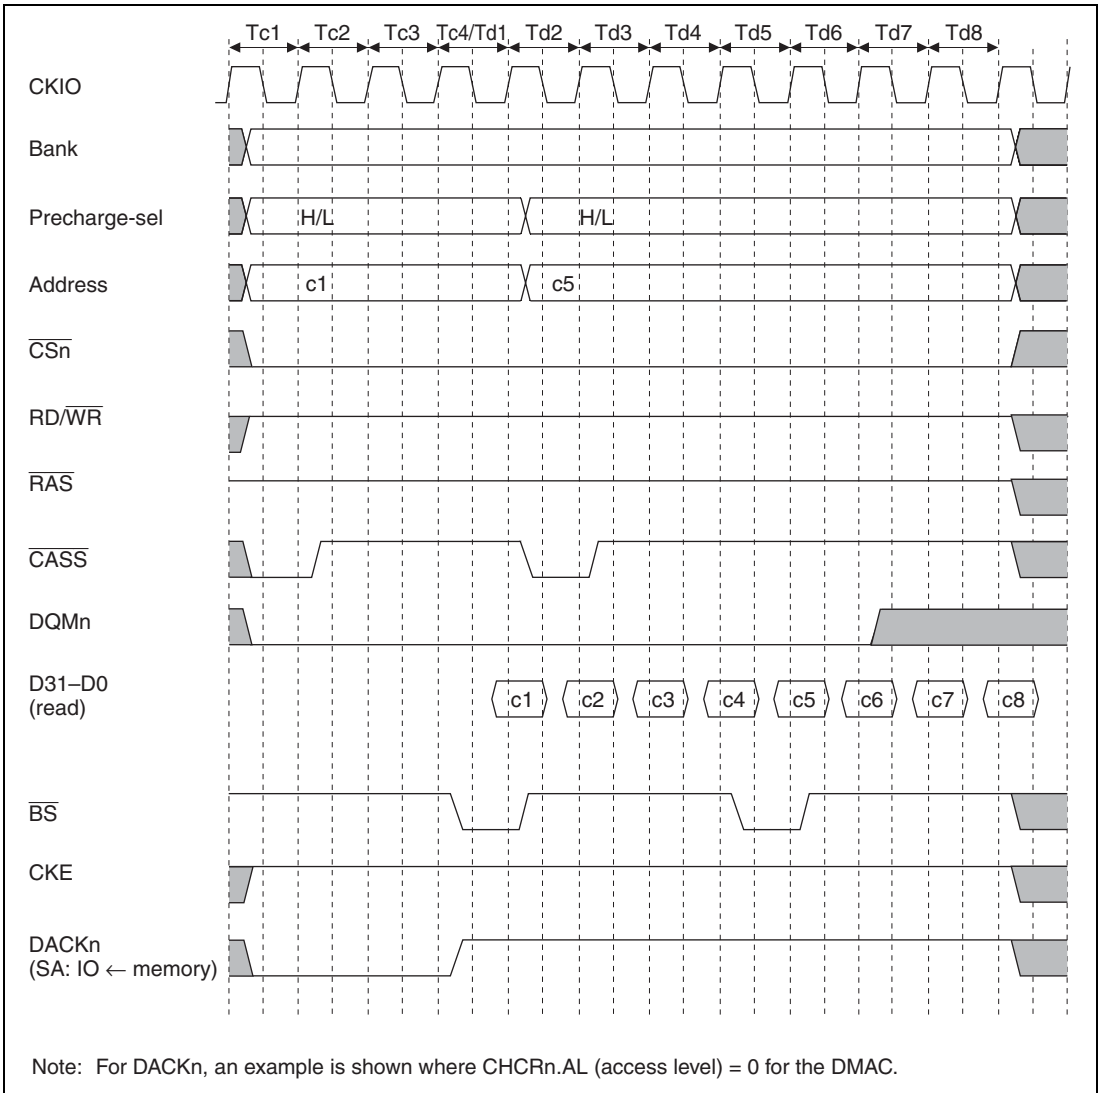 Tc1 Tc2 Tc3 Tc4/Td1 Td2 Td3 Td4 Td5 Td6 Td7 Td8
CKIO
Bank
Precharge-sel H/L H/L
Address c1 c5
CSn
RD/WR
RAS
CASS
DQMn
D31–D0
(read) c1 c2 c3 c4 c5 c6 c7 c8
BS
CKE
DACKn
(SA: IO ← memory)
Note: For DACKn, an example is shown where CHCRn.AL (access level) = 0 for the DMAC.